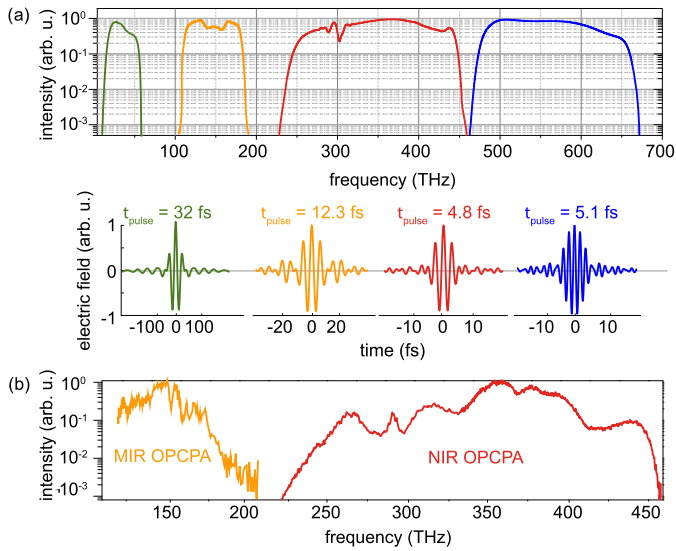 (a)
intensity (arb. u.)
10⁰
10⁻¹
10⁻²
10⁻³
100 200 300 400 500 600 700
frequency (THz)
electric field (arb. u.)
1
0
-1
t_pulse = 32 fs
t_pulse = 12.3 fs
t_pulse = 4.8 fs
t_pulse = 5.1 fs
-100 0 100
-20 0 20
-10 0 10
-10 0 10
time (fs)
(b)
intensity (arb. u.)
10⁰
10⁻¹
10⁻²
10⁻³
MIR OPCPA
NIR OPCPA
150 200 250 300 350 400 450
frequency (THz)